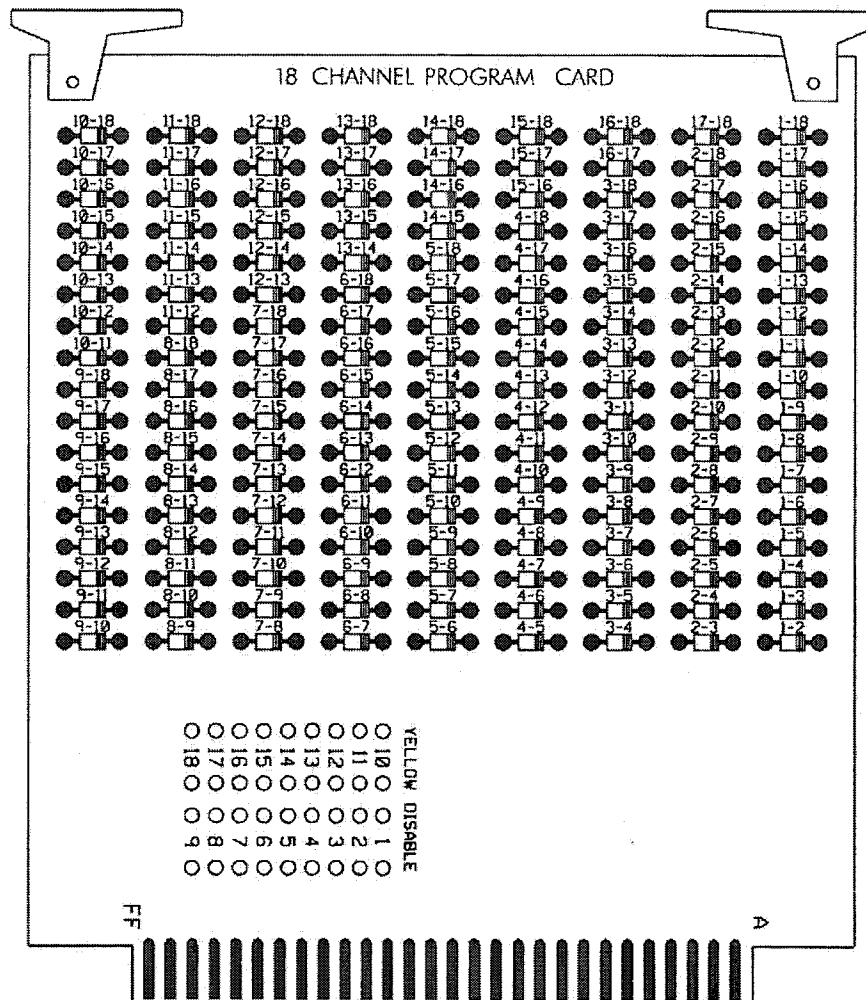 18 CHANNEL PROGRAM CARD
10-18 11-18 12-18 13-18 14-18 15-18 16-18 17-18 1-18
10-17 11-17 12-17 13-17 14-17 15-17 16-17 2-18 1-17
10-16 11-16 12-16 13-16 14-16 15-16 3-18 2-17 1-16
10-15 11-15 12-15 13-15 14-15 4-18 3-17 2-16 1-15
10-14 11-14 12-14 13-14 5-18 4-17 3-16 2-15 1-14
10-13 11-13 12-13 6-18 5-17 4-16 3-15 2-14 1-13
10-12 11-12 7-18 6-17 5-16 4-15 3-14 2-13 1-12
10-11 8-18 7-17 6-16 5-15 4-14 3-13 2-12 1-11
9-18 8-17 7-16 6-15 5-14 4-13 3-12 2-11 1-10
9-17 8-16 7-15 6-14 5-13 4-12 3-11 2-10 1-9
9-16 8-15 7-14 6-13 5-12 4-11 3-10 2-9 1-8
9-15 8-14 7-13 6-12 5-11 4-10 3-9 2-8 1-7
9-14 8-13 7-12 6-11 5-10 4-9 3-8 2-7 1-6
9-13 8-12 7-11 6-10 5-9 4-8 3-7 2-6 1-5
9-12 8-11 7-10 6-9 5-8 4-7 3-6 2-5 1-4
9-11 8-10 7-9 6-8 5-7 4-6 3-5 2-4 1-3
9-10 8-9 7-8 6-7 5-6 4-5 3-4 2-3 1-2
YELLOW DISABLE
10 1
11 2
12 3
13 4
14 5
15 6
16 7
17 8
18 9
FF
A